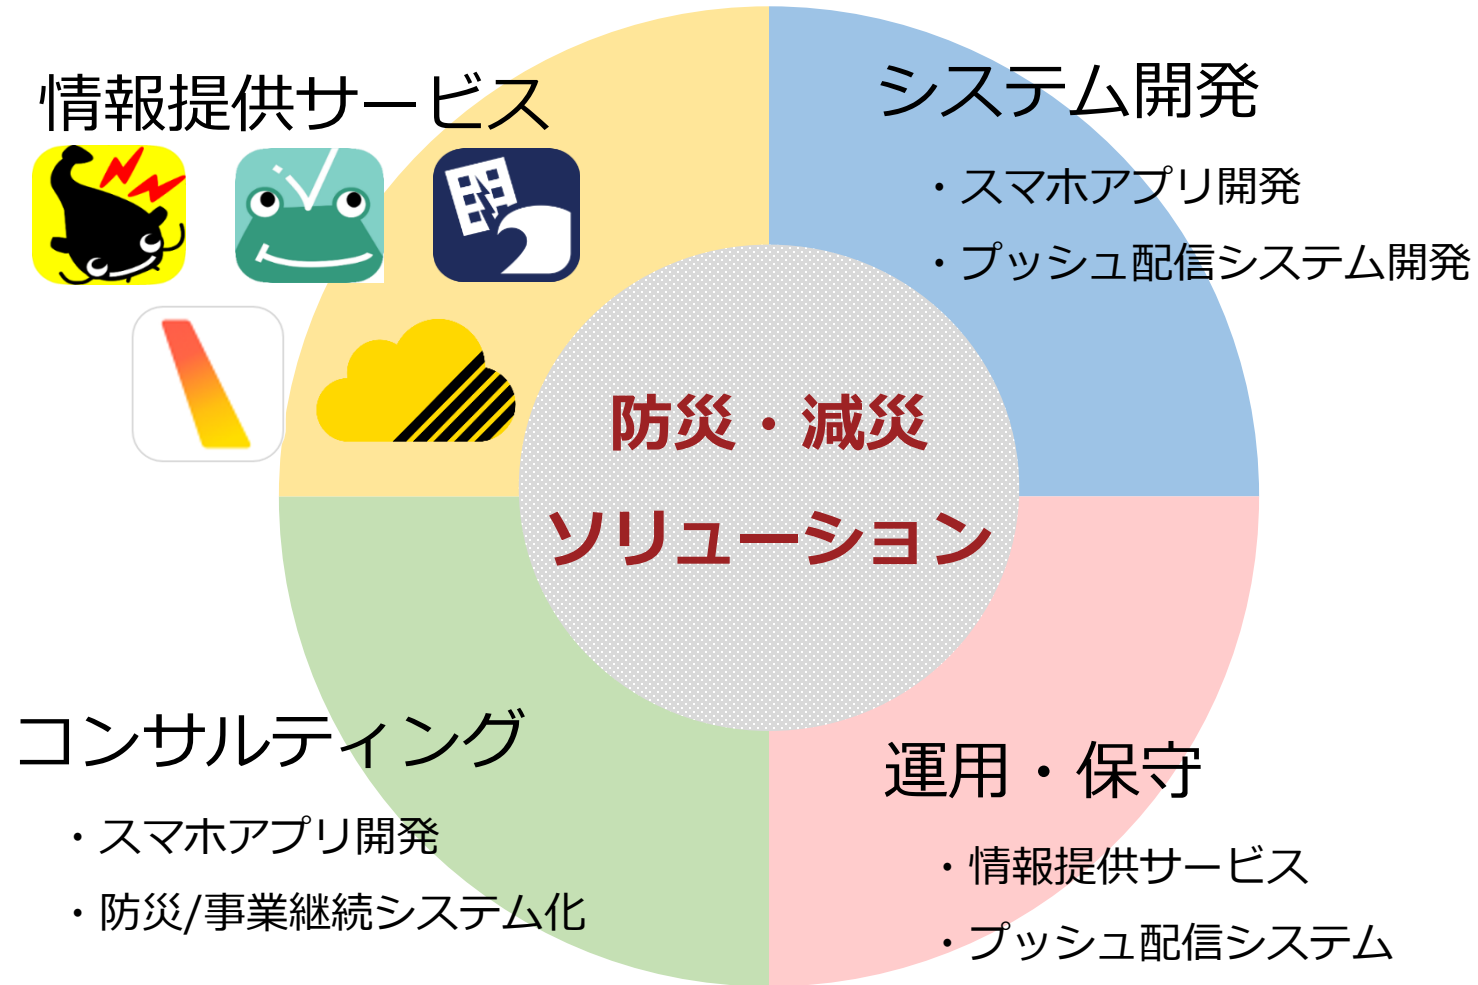 情報提供サービス
システム開発
・スマホアプリ開発
・プッシュ配信システム開発
防災・減災
ソリューション
コンサルティング
・スマホアプリ開発
・防災/事業継続システム化
運用・保守
・情報提供サービス
・プッシュ配信システム